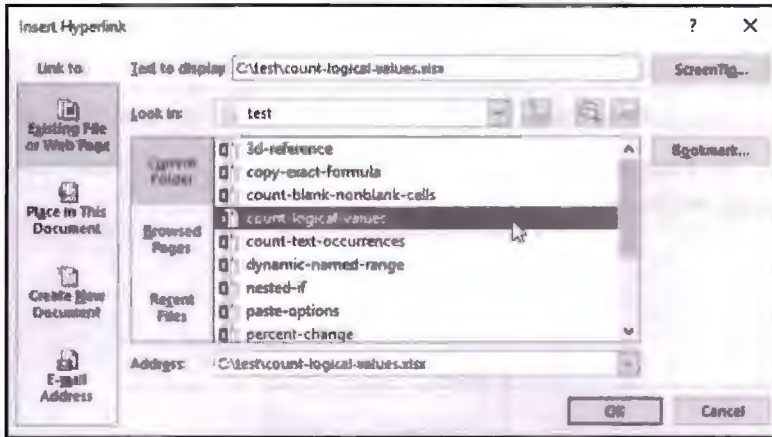 Insert Hyperlink ? ×
Link to:
Text to display: C:\test\count-logical-values.xlsx
ScreenTip...
Existing File
or Web Page
Look in:
test
Bookmark...
Current
Folder
3d-reference
copy-exact-formula
count-blank-nonblank-cells
count-logical-values
Place in This
Document
Browsed
Pages
count-text-occurrences
dynamic-named-range
nested-if
Create New
Document
Recent
Files
paste-options
percent-change
E-mail
Address
Address: C:\test\count-logical-values.xlsx
OK
Cancel